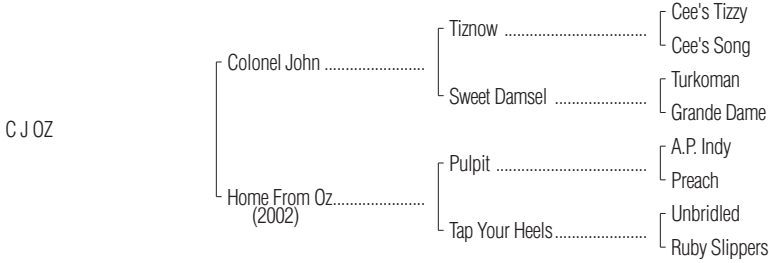 Cee's Tizzy
Tiznow ................................
Cee's Song
Colonel John ......................
Turkoman
Sweet Damsel ....................
Grande Dame
C J OZ
A.P. Indy
Pulpit .................................
Preach
Home From Oz....................
(2002)
Unbridled
Tap Your Heels....................
Ruby Slippers